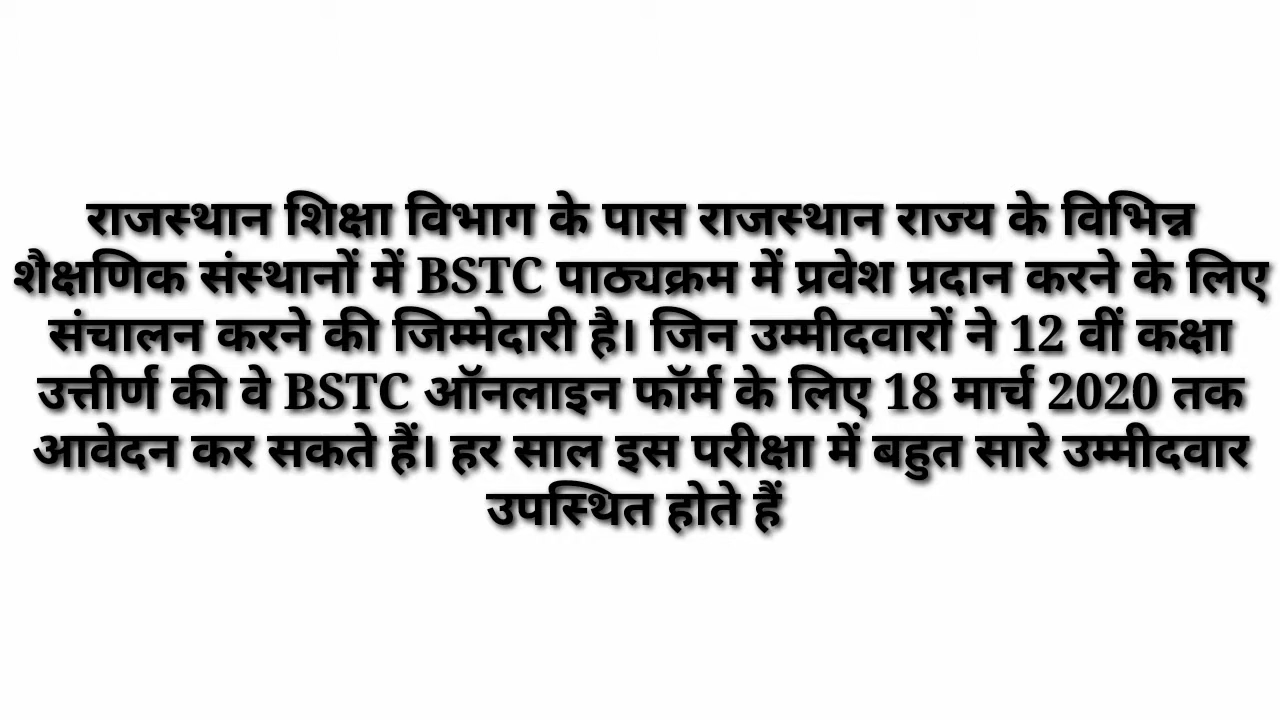 राजस्थान शिक्षा विभाग के पास राजस्थान राज्य के विभिन्न
शैक्षणिक संस्थानों में BSTC पाठ्यक्रम में प्रवेश प्रदान करने के लिए
संचालन करने की जिम्मेदारी है। जिन उम्मीदवारों ने 12 वीं कक्षा
उत्तीर्ण की वे BSTC ऑनलाइन फॉर्म के लिए 18 मार्च 2020 तक
आवेदन कर सकते हैं। हर साल इस परीक्षा में बहुत सारे उम्मीदवार
उपस्थित होते हैं